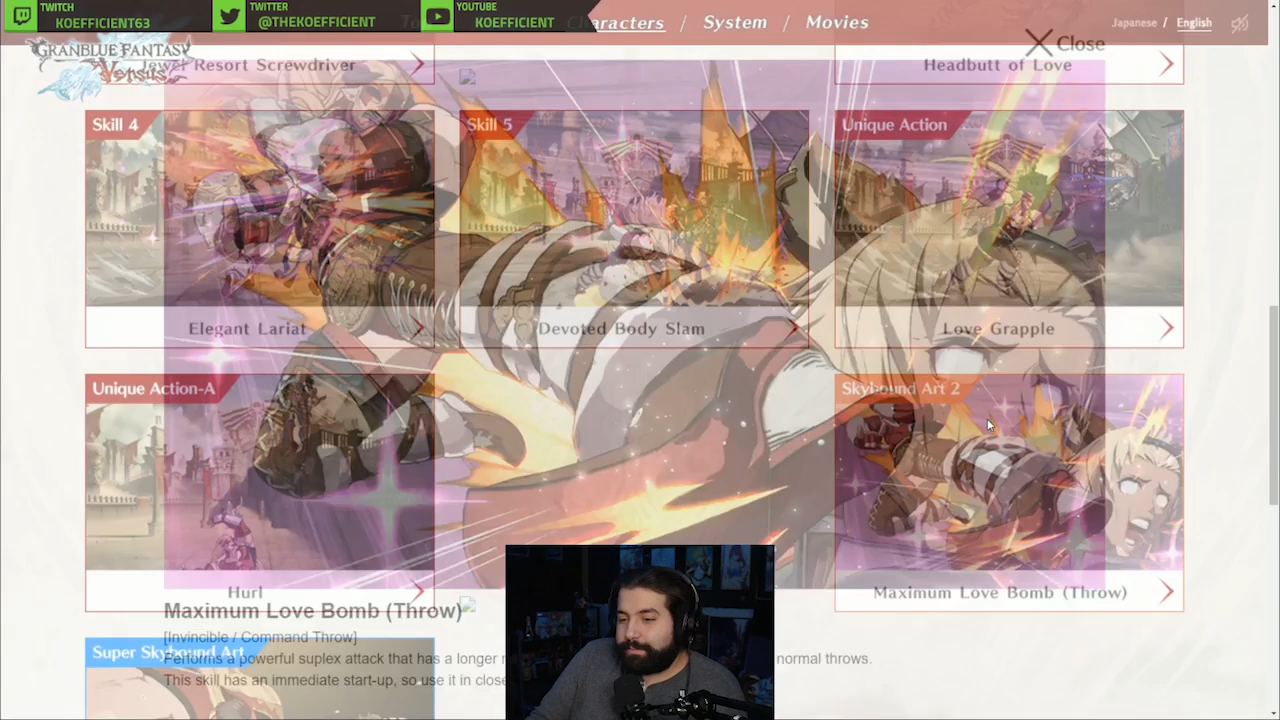 TWITCH
KOEFFICIENT63
TWITTER
@THEKOEFFICIENT
YOUTUBE
KOEFFICIENT
Characters / System / Movies
Japanese / English
GRANBLUE FANTASY
Versus
Close
Jewel Resort Screwdriver
Headbutt of Love
Skill 4
Skill 5
Unique Action
Elegant Lariat
Devoted Body Slam
Love Grapple
Unique Action-A
Skybound Art 2
Hurl
Maximum Love Bomb (Throw)
Maximum Love Bomb (Throw)
[Invincible / Command Throw]
Performs a powerful suplex attack that has a longer
normal throws.
This skill has an immediate start-up, so use it in close
Super Skybound Art